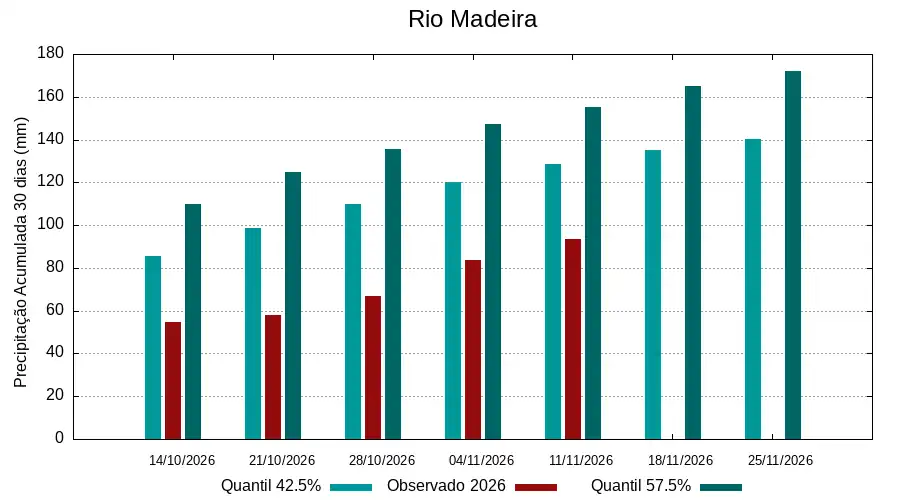 Rio Madeira
Precipitação Acumulada 30 dias (mm)
180
160
140
120
100
80
60
40
20
0
14/10/2026 21/10/2026 28/10/2026 04/11/2026 11/11/2026 18/11/2026 25/11/2026
Quantil 42.5% Observado 2026 Quantil 57.5%